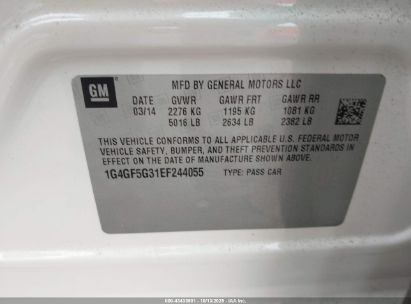 GM
MFD BY GENERAL MOTORS LLC
03/14 GVWR GAWR FRT GAWR RR
2276 KG 1195 KG 1081 KG
5016 LB 2634 LB 2382 LB
THIS VEHICLE CONFORMS TO ALL APPLICABLE U.S. FEDERAL MOTOR
VEHICLE SAFETY, BUMPER, AND THEFT PREVENTION STANDARDS IN
EFFECT ON THE DATE OF MANUFACTURE SHOWN ABOVE.
1G4GF5G31EF244055 TYPE: PASS CAR